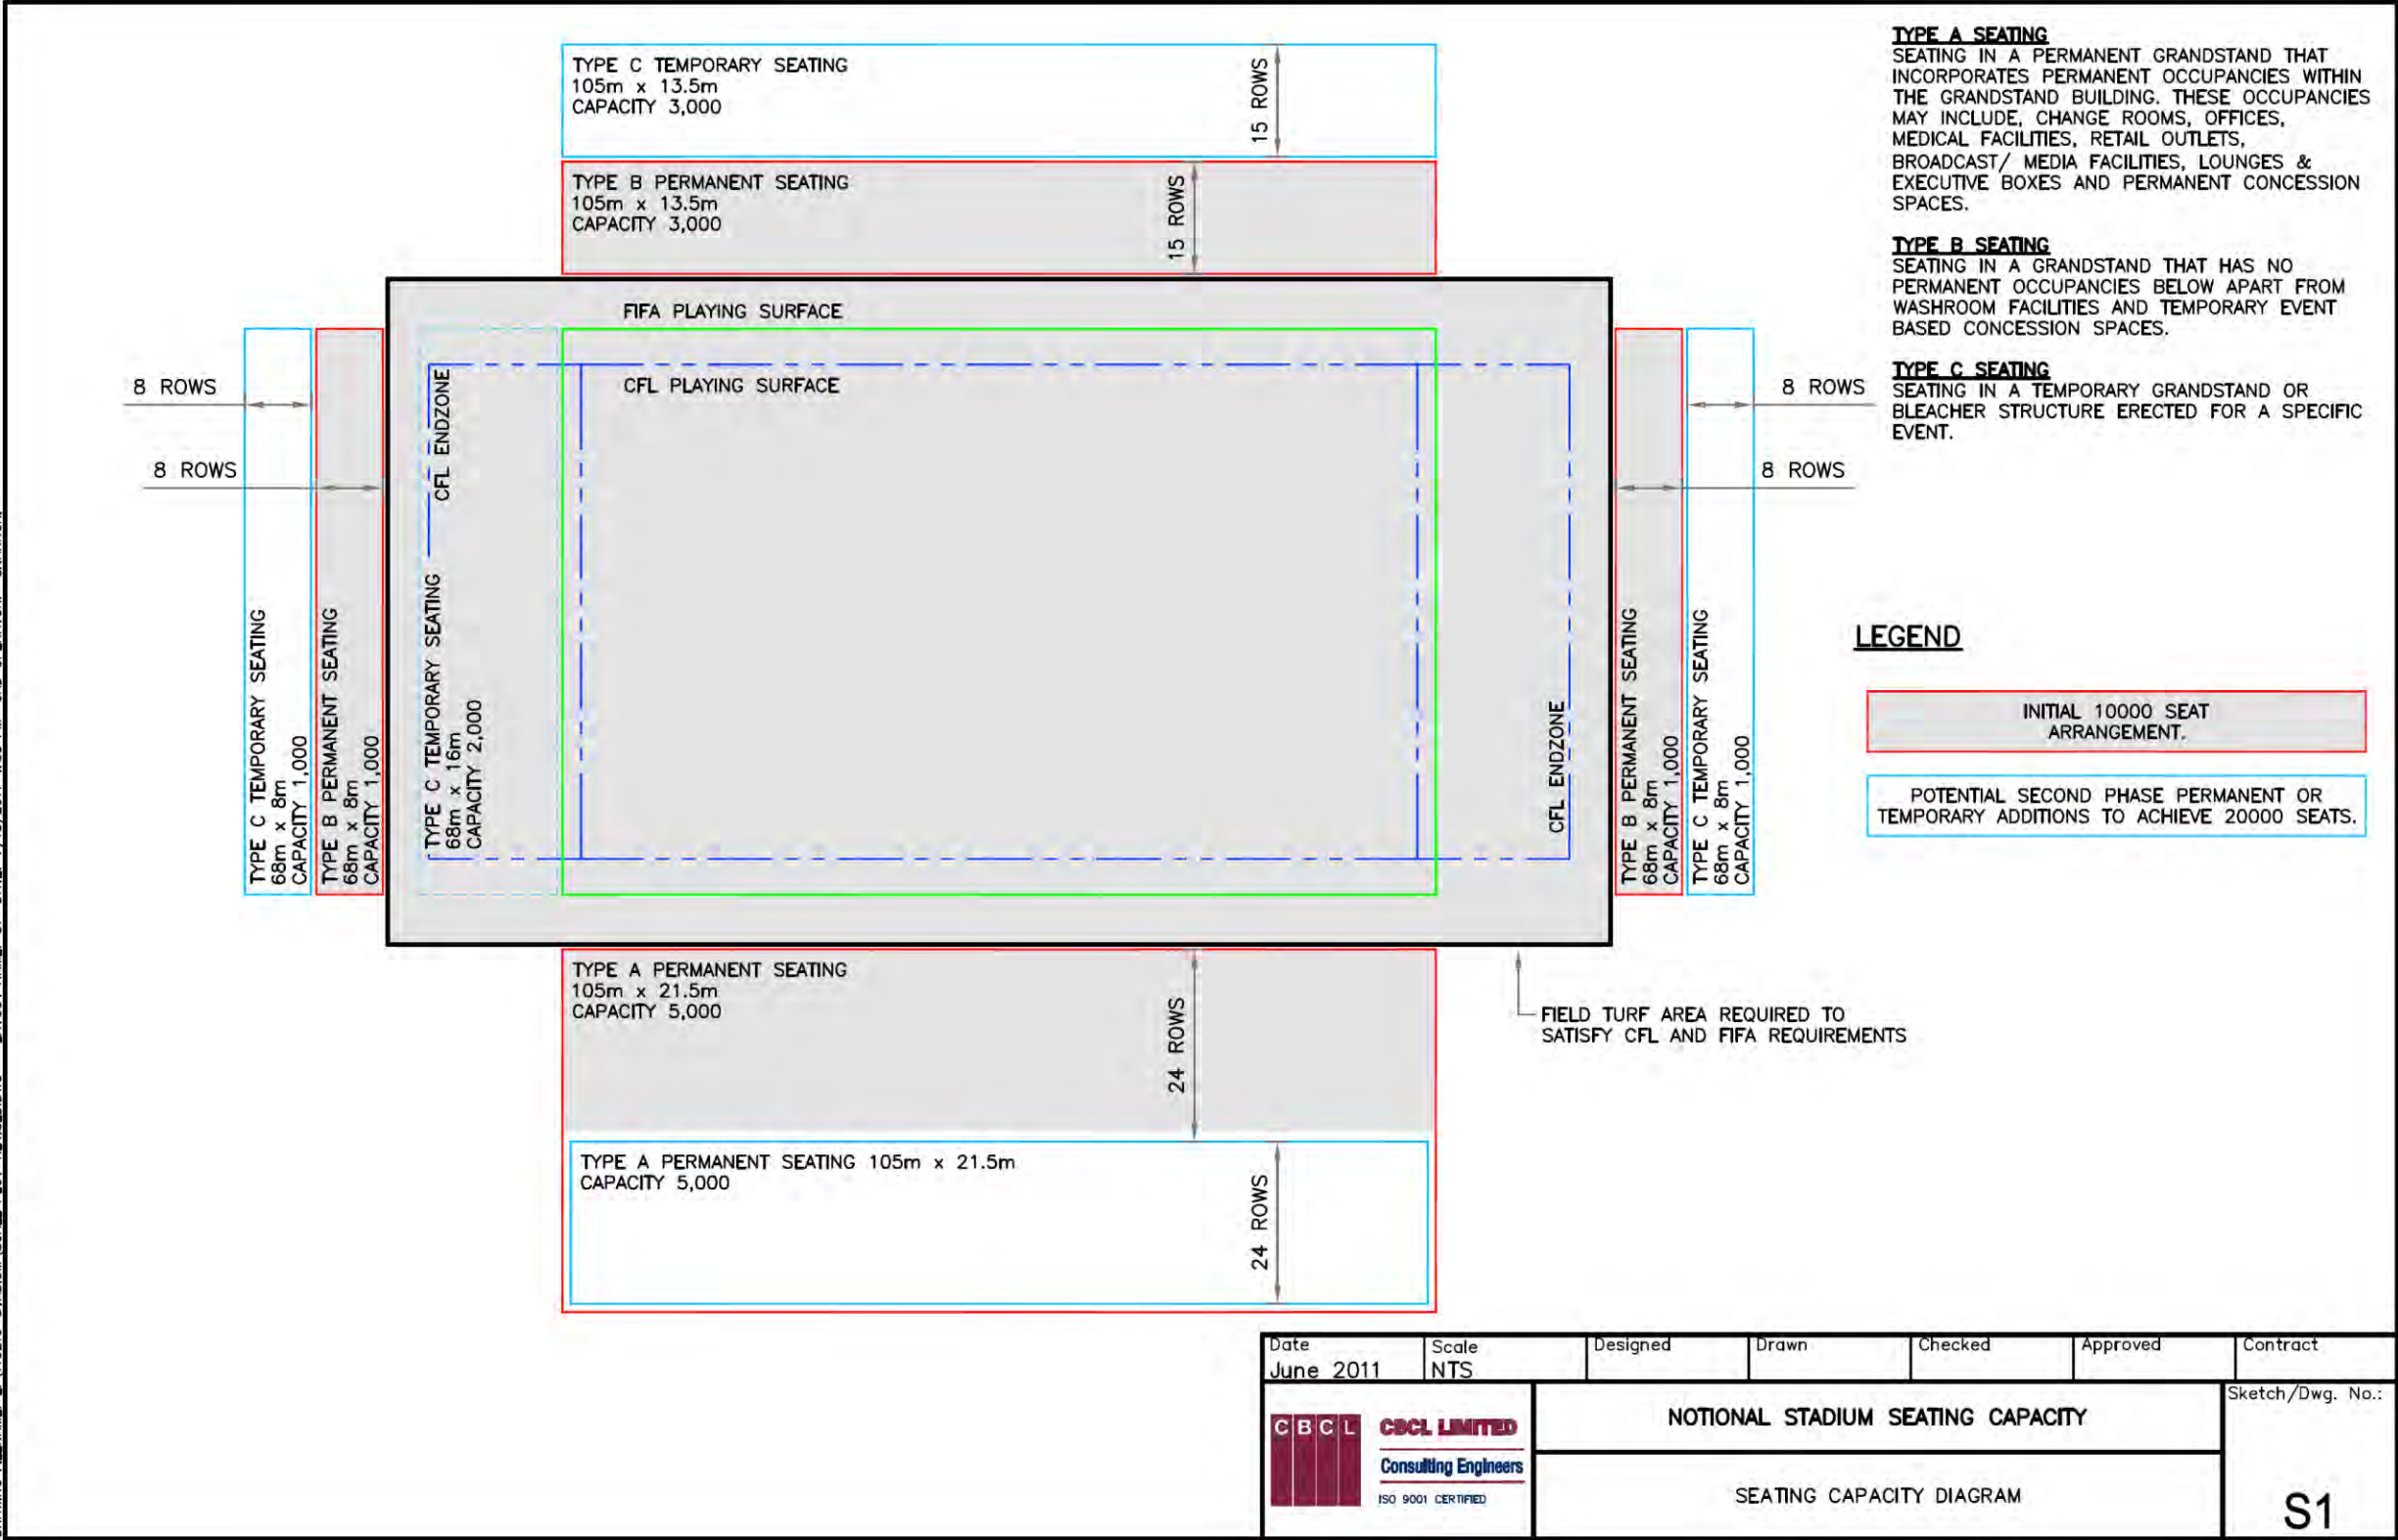 TYPE C TEMPORARY SEATING
105m x 13.5m
CAPACITY 3,000
15 ROWS
TYPE B PERMANENT SEATING
105m x 13.5m
CAPACITY 3,000
15 ROWS
TYPE A SEATING
SEATING IN A PERMANENT GRANDSTAND THAT
INCORPORATES PERMANENT OCCUPANCIES WITHIN
THE GRANDSTAND BUILDING. THESE OCCUPANCIES
MAY INCLUDE, CHANGE ROOMS, OFFICES,
MEDICAL FACILITIES, RETAIL OUTLETS,
BROADCAST/ MEDIA FACILITIES, LOUNGES &
EXECUTIVE BOXES AND PERMANENT CONCESSION
SPACES.
TYPE B SEATING
SEATING IN A GRANDSTAND THAT HAS NO
PERMANENT OCCUPANCIES BELOW APART FROM
WASHROOM FACILITIES AND TEMPORARY EVENT
BASED CONCESSION SPACES.
TYPE C SEATING
SEATING IN A TEMPORARY GRANDSTAND OR
BLEACHER STRUCTURE ERECTED FOR A SPECIFIC
EVENT.
FIFA PLAYING SURFACE
CFL PLAYING SURFACE
8 ROWS
8 ROWS
TYPE C TEMPORARY SEATING
68m x 8m
CAPACITY 1,000
TYPE B PERMANENT SEATING
68m x 8m
CAPACITY 1,000
CFL ENDZONE
TYPE C TEMPORARY SEATING
68m x 16m
CAPACITY 2,000
CFL ENDZONE
TYPE B PERMANENT SEATING
68m x 8m
CAPACITY 1,000
TYPE C TEMPORARY SEATING
68m x 8m
CAPACITY 1,000
8 ROWS
8 ROWS
LEGEND
INITIAL 10000 SEAT
ARRANGEMENT.
POTENTIAL SECOND PHASE PERMANENT OR
TEMPORARY ADDITIONS TO ACHIEVE 20000 SEATS.
TYPE A PERMANENT SEATING
105m x 21.5m
CAPACITY 5,000
24 ROWS
FIELD TURF AREA REQUIRED TO
SATISFY CFL AND FIFA REQUIREMENTS
TYPE A PERMANENT SEATING 105m x 21.5m
CAPACITY 5,000
24 ROWS
Date
June 2011
Scale
NTS
Designed
Drawn
Checked
Approved
Contract
CBCL
CBCL LIMITED
Consulting Engineers
ISO 9001 CERTIFIED
NOTIONAL STADIUM SEATING CAPACITY
SEATING CAPACITY DIAGRAM
Sketch/Dwg. No.:
S1